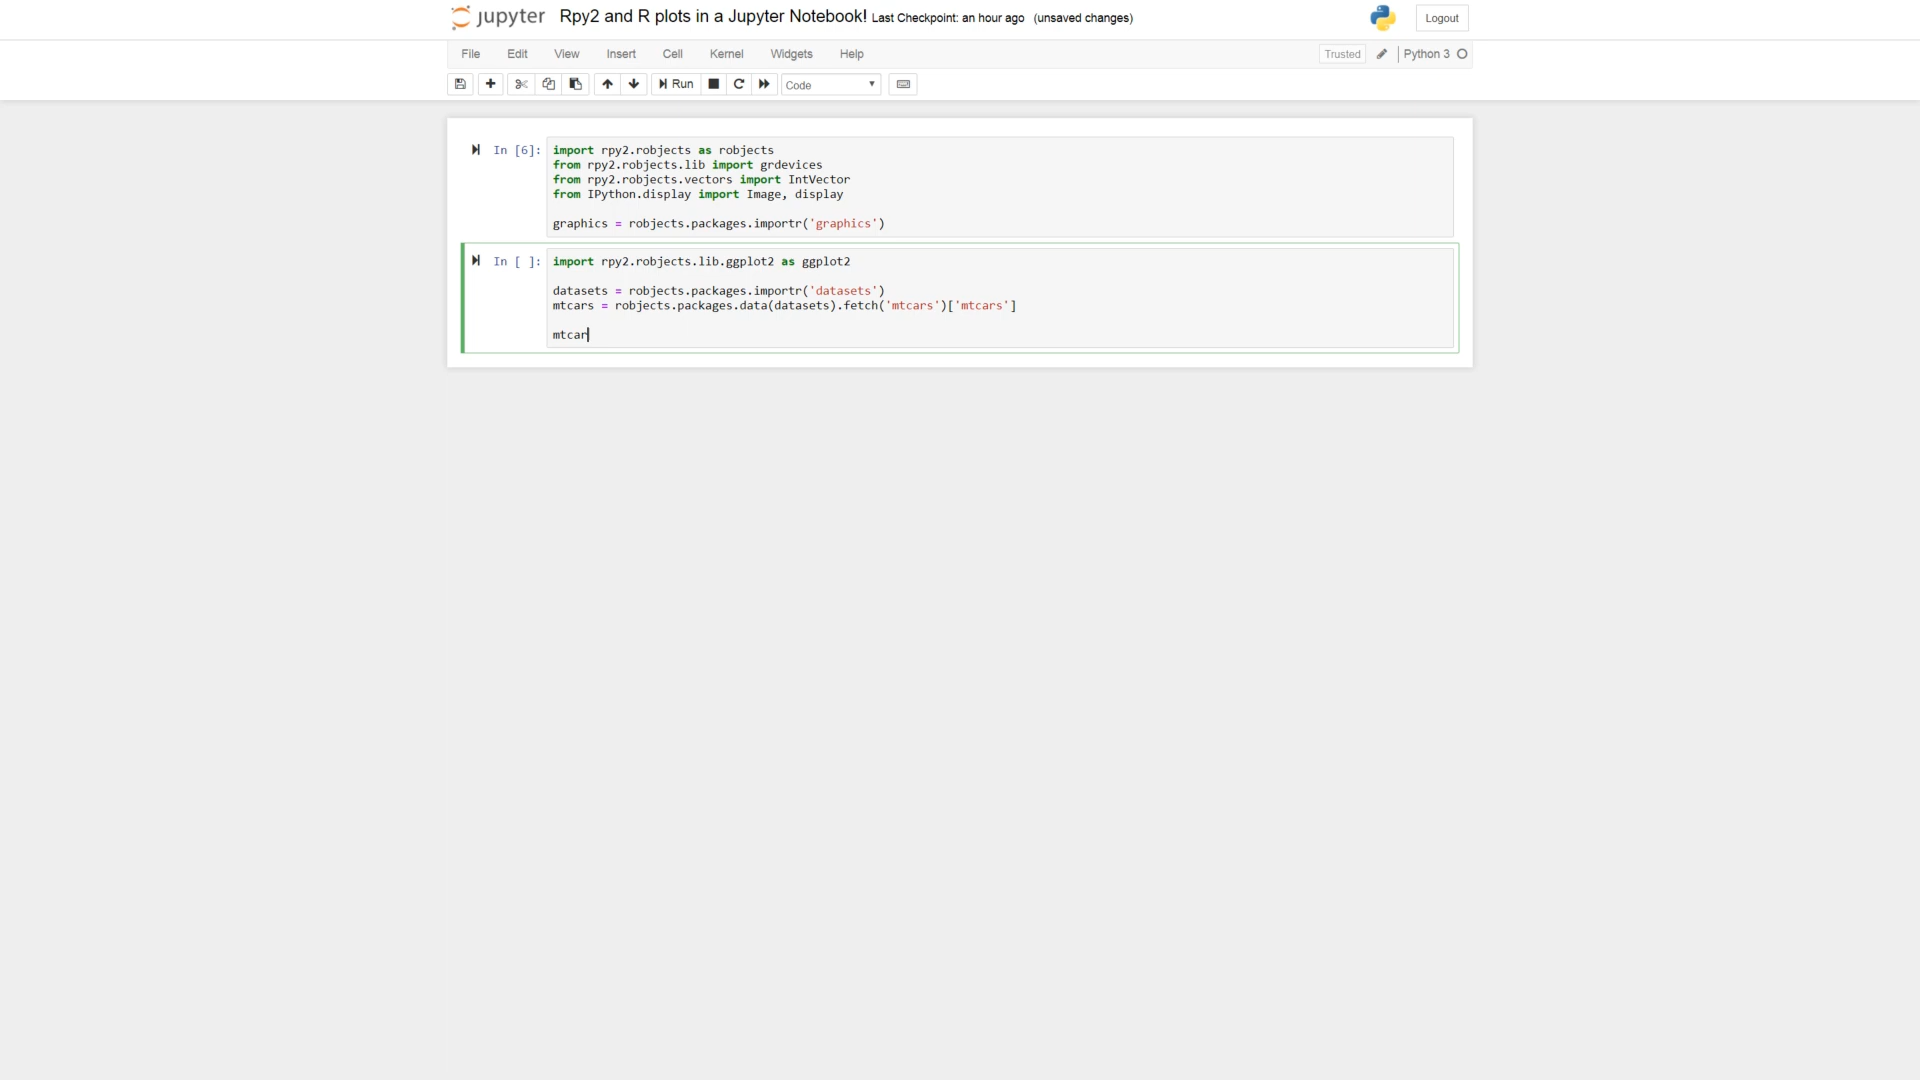 jupyter Rpy2 and R plots in a Jupyter Notebook! Last Checkpoint: an hour ago (unsaved changes) Logout
File Edit View Insert Cell Kernel Widgets Help Trusted Python 3
Run Code
In [6]: import rpy2.robjects as robjects
from rpy2.robjects.lib import grdevices
from rpy2.robjects.vectors import IntVector
from IPython.display import Image, display
graphics = robjects.packages.importr('graphics')
In [ ]: import rpy2.robjects.lib.ggplot2 as ggplot2
datasets = robjects.packages.importr('datasets')
mtcars = robjects.packages.data(datasets).fetch('mtcars')['mtcars']
mtcar